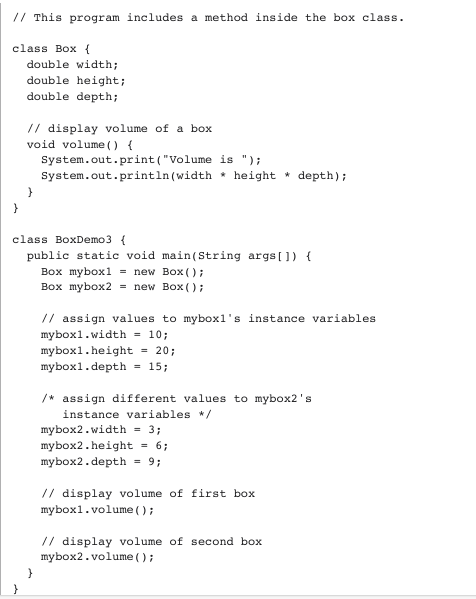 // This program includes a method inside the box class.

class Box {
  double width;
  double height;
  double depth;

  // display volume of a box
  void volume() {
    System.out.print("Volume is ");
    System.out.println(width * height * depth);
  }
}

class BoxDemo3 {
  public static void main(String args[]) {
    Box mybox1 = new Box();
    Box mybox2 = new Box();

    // assign values to mybox1's instance variables
    mybox1.width = 10;
    mybox1.height = 20;
    mybox1.depth = 15;

    /* assign different values to mybox2's
       instance variables */
    mybox2.width = 3;
    mybox2.height = 6;
    mybox2.depth = 9;

    // display volume of first box
    mybox1.volume();

    // display volume of second box
    mybox2.volume();
  }
}